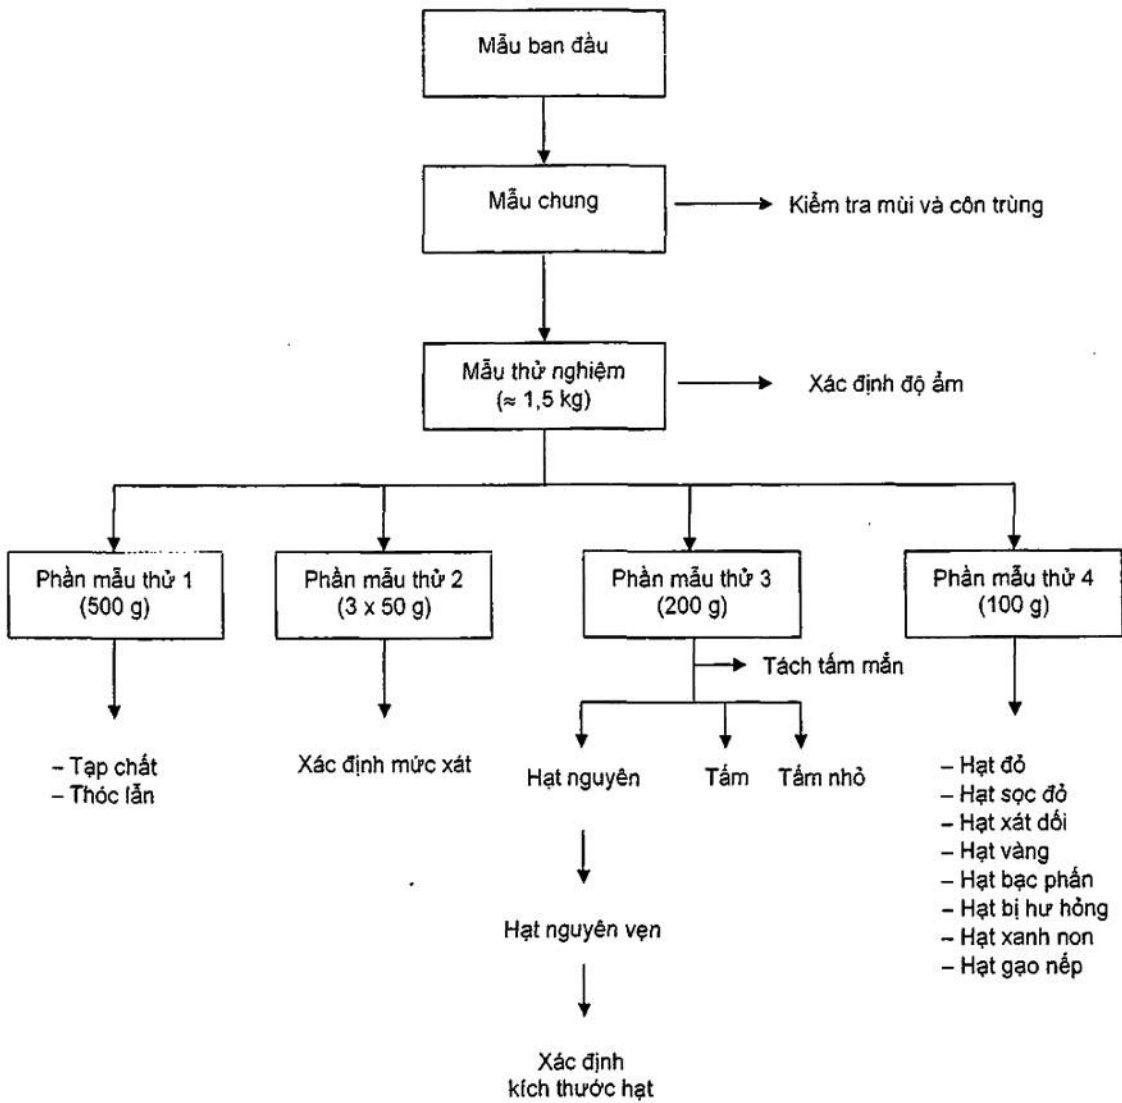 Mẫu ban đầu
Mẫu chung
Kiểm tra mùi và côn trùng
Mẫu thử nghiệm
(≈ 1,5 kg)
Xác định độ ẩm
Phần mẫu thử 1
(500 g)
Phần mẫu thử 2
(3 x 50 g)
Phần mẫu thử 3
(200 g)
Phần mẫu thử 4
(100 g)
Tách tấm mẳn
– Tạp chất
– Thóc lẫn
Xác định mức xát
Hạt nguyên
Tấm
Tấm nhỏ
– Hạt đỏ
– Hạt sọc đỏ
– Hạt xát dối
– Hạt vàng
– Hạt bạc phấn
– Hạt bị hư hỏng
– Hạt xanh non
– Hạt gạo nếp
Hạt nguyên vẹn
Xác định
kích thước hạt